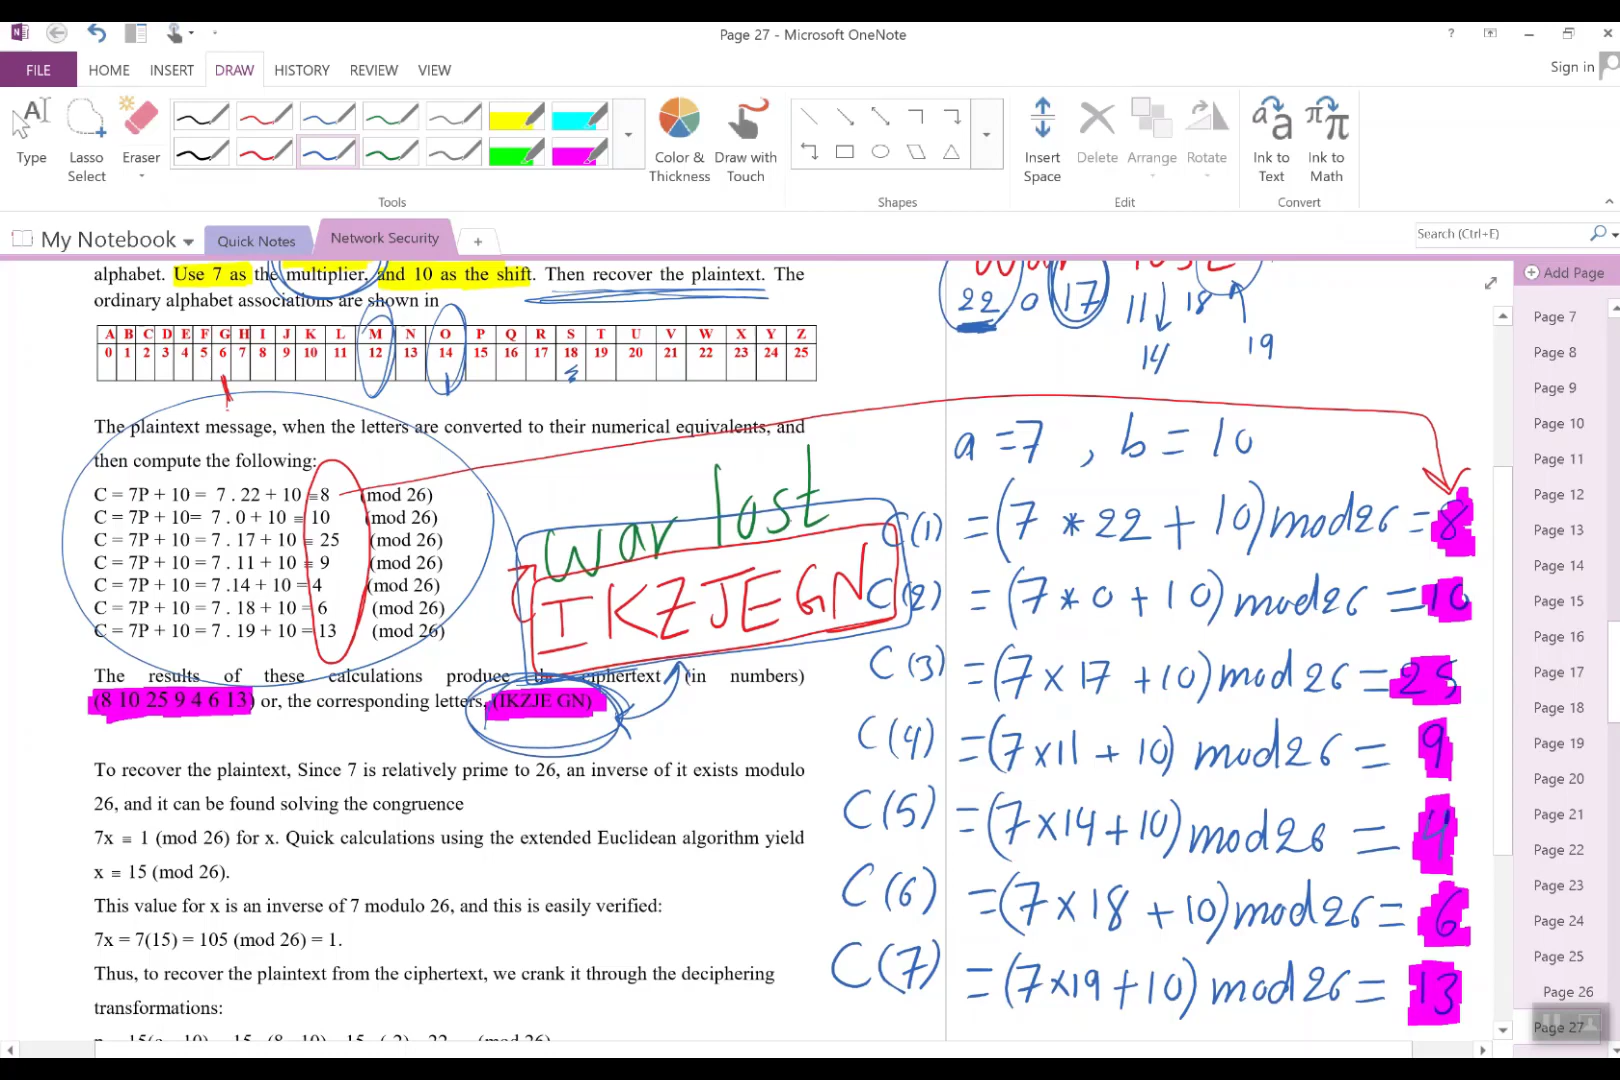 Page 27 - Microsoft OneNote
?
FILE HOME INSERT DRAW HISTORY REVIEW VIEW
Sign in
Type
Lasso Select
Eraser
Color & Thickness
Draw with Touch
Insert Space
Delete
Arrange
Rotate
Ink to Text
Ink to Math
Tools
Shapes
Edit
Convert
My Notebook
Quick Notes
Network Security
+
Search (Ctrl+E)
alphabet. Use 7 as the multiplier, and 10 as the shift. Then recover the plaintext. The
ordinary alphabet associations are shown in
A B C D E F G H I J K L M N O P Q R S T U V W X Y Z
0 1 2 3 4 5 6 7 8 9 10 11 12 13 14 15 16 17 18 19 20 21 22 23 24 25
The plaintext message, when the letters are converted to their numerical equivalents, and
then compute the following:
C = 7P + 10 = 7 . 22 + 10 ≡ 8 (mod 26)
C = 7P + 10= 7 . 0 + 10 ≡ 10 (mod 26)
C = 7P + 10 = 7 . 17 + 10 ≡ 25 (mod 26)
C = 7P + 10 = 7 . 11 + 10 ≡ 9 (mod 26)
C = 7P + 10 = 7 .14 + 10 = 4 (mod 26)
C = 7P + 10 = 7 . 18 + 10 = 6 (mod 26)
C = 7P + 10 = 7 . 19 + 10 = 13 (mod 26)
war lost
IKZJEGN
The results of these calculations produce the ciphertext (in numbers)
(8 10 25 9 4 6 13) or, the corresponding letters, (IKZJE GN)
To recover the plaintext, Since 7 is relatively prime to 26, an inverse of it exists modulo
26, and it can be found solving the congruence
7x ≡ 1 (mod 26) for x. Quick calculations using the extended Euclidean algorithm yield
x ≡ 15 (mod 26).
This value for x is an inverse of 7 modulo 26, and this is easily verified:
7x = 7(15) = 105 (mod 26) = 1.
Thus, to recover the plaintext from the ciphertext, we crank it through the deciphering
transformations:
22 0 17 11 18
14 19
a = 7 , b = 10
C(1) = (7 * 22 + 10) mod 26 = 8
C(2) = (7 * 0 + 10) mod 26 = 10
C(3) = (7 × 17 + 10) mod 26 = 25
C(4) = (7 × 11 + 10) mod 26 = 9
C(5) = (7 × 14 + 10) mod 26 = 4
C(6) = (7 × 18 + 10) mod 26 = 6
C(7) = (7 × 19 + 10) mod 26 = 13
Add Page
Page 7
Page 8
Page 9
Page 10
Page 11
Page 12
Page 13
Page 14
Page 15
Page 16
Page 17
Page 18
Page 19
Page 20
Page 21
Page 22
Page 23
Page 24
Page 25
Page 26
Page 27